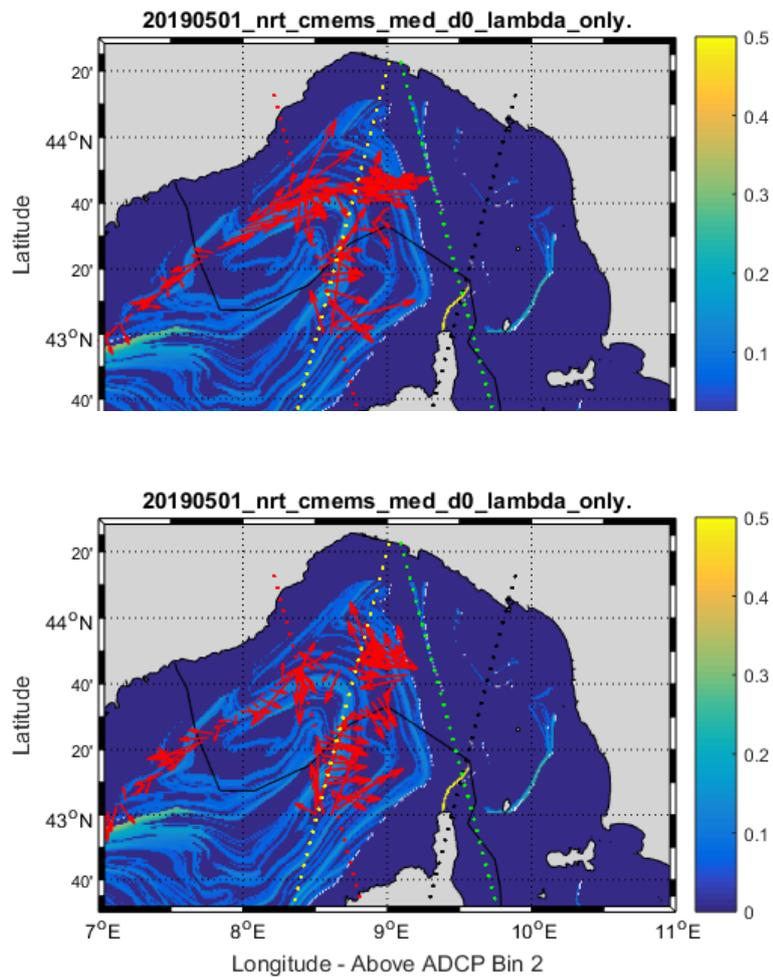 20190501_nrt_cmems_med_d0_lambda_only.
20'
44°N
40'
20'
43°N
40'
Latitude
0.5
0.4
0.3
0.2
0.1
20190501_nrt_cmems_med_d0_lambda_only.
20'
44°N
40'
20'
43°N
40'
Latitude
0.5
0.4
0.3
0.2
0.1
0
7°E 8°E 9°E 10°E 11°E
Longitude - Above ADCP Bin 2